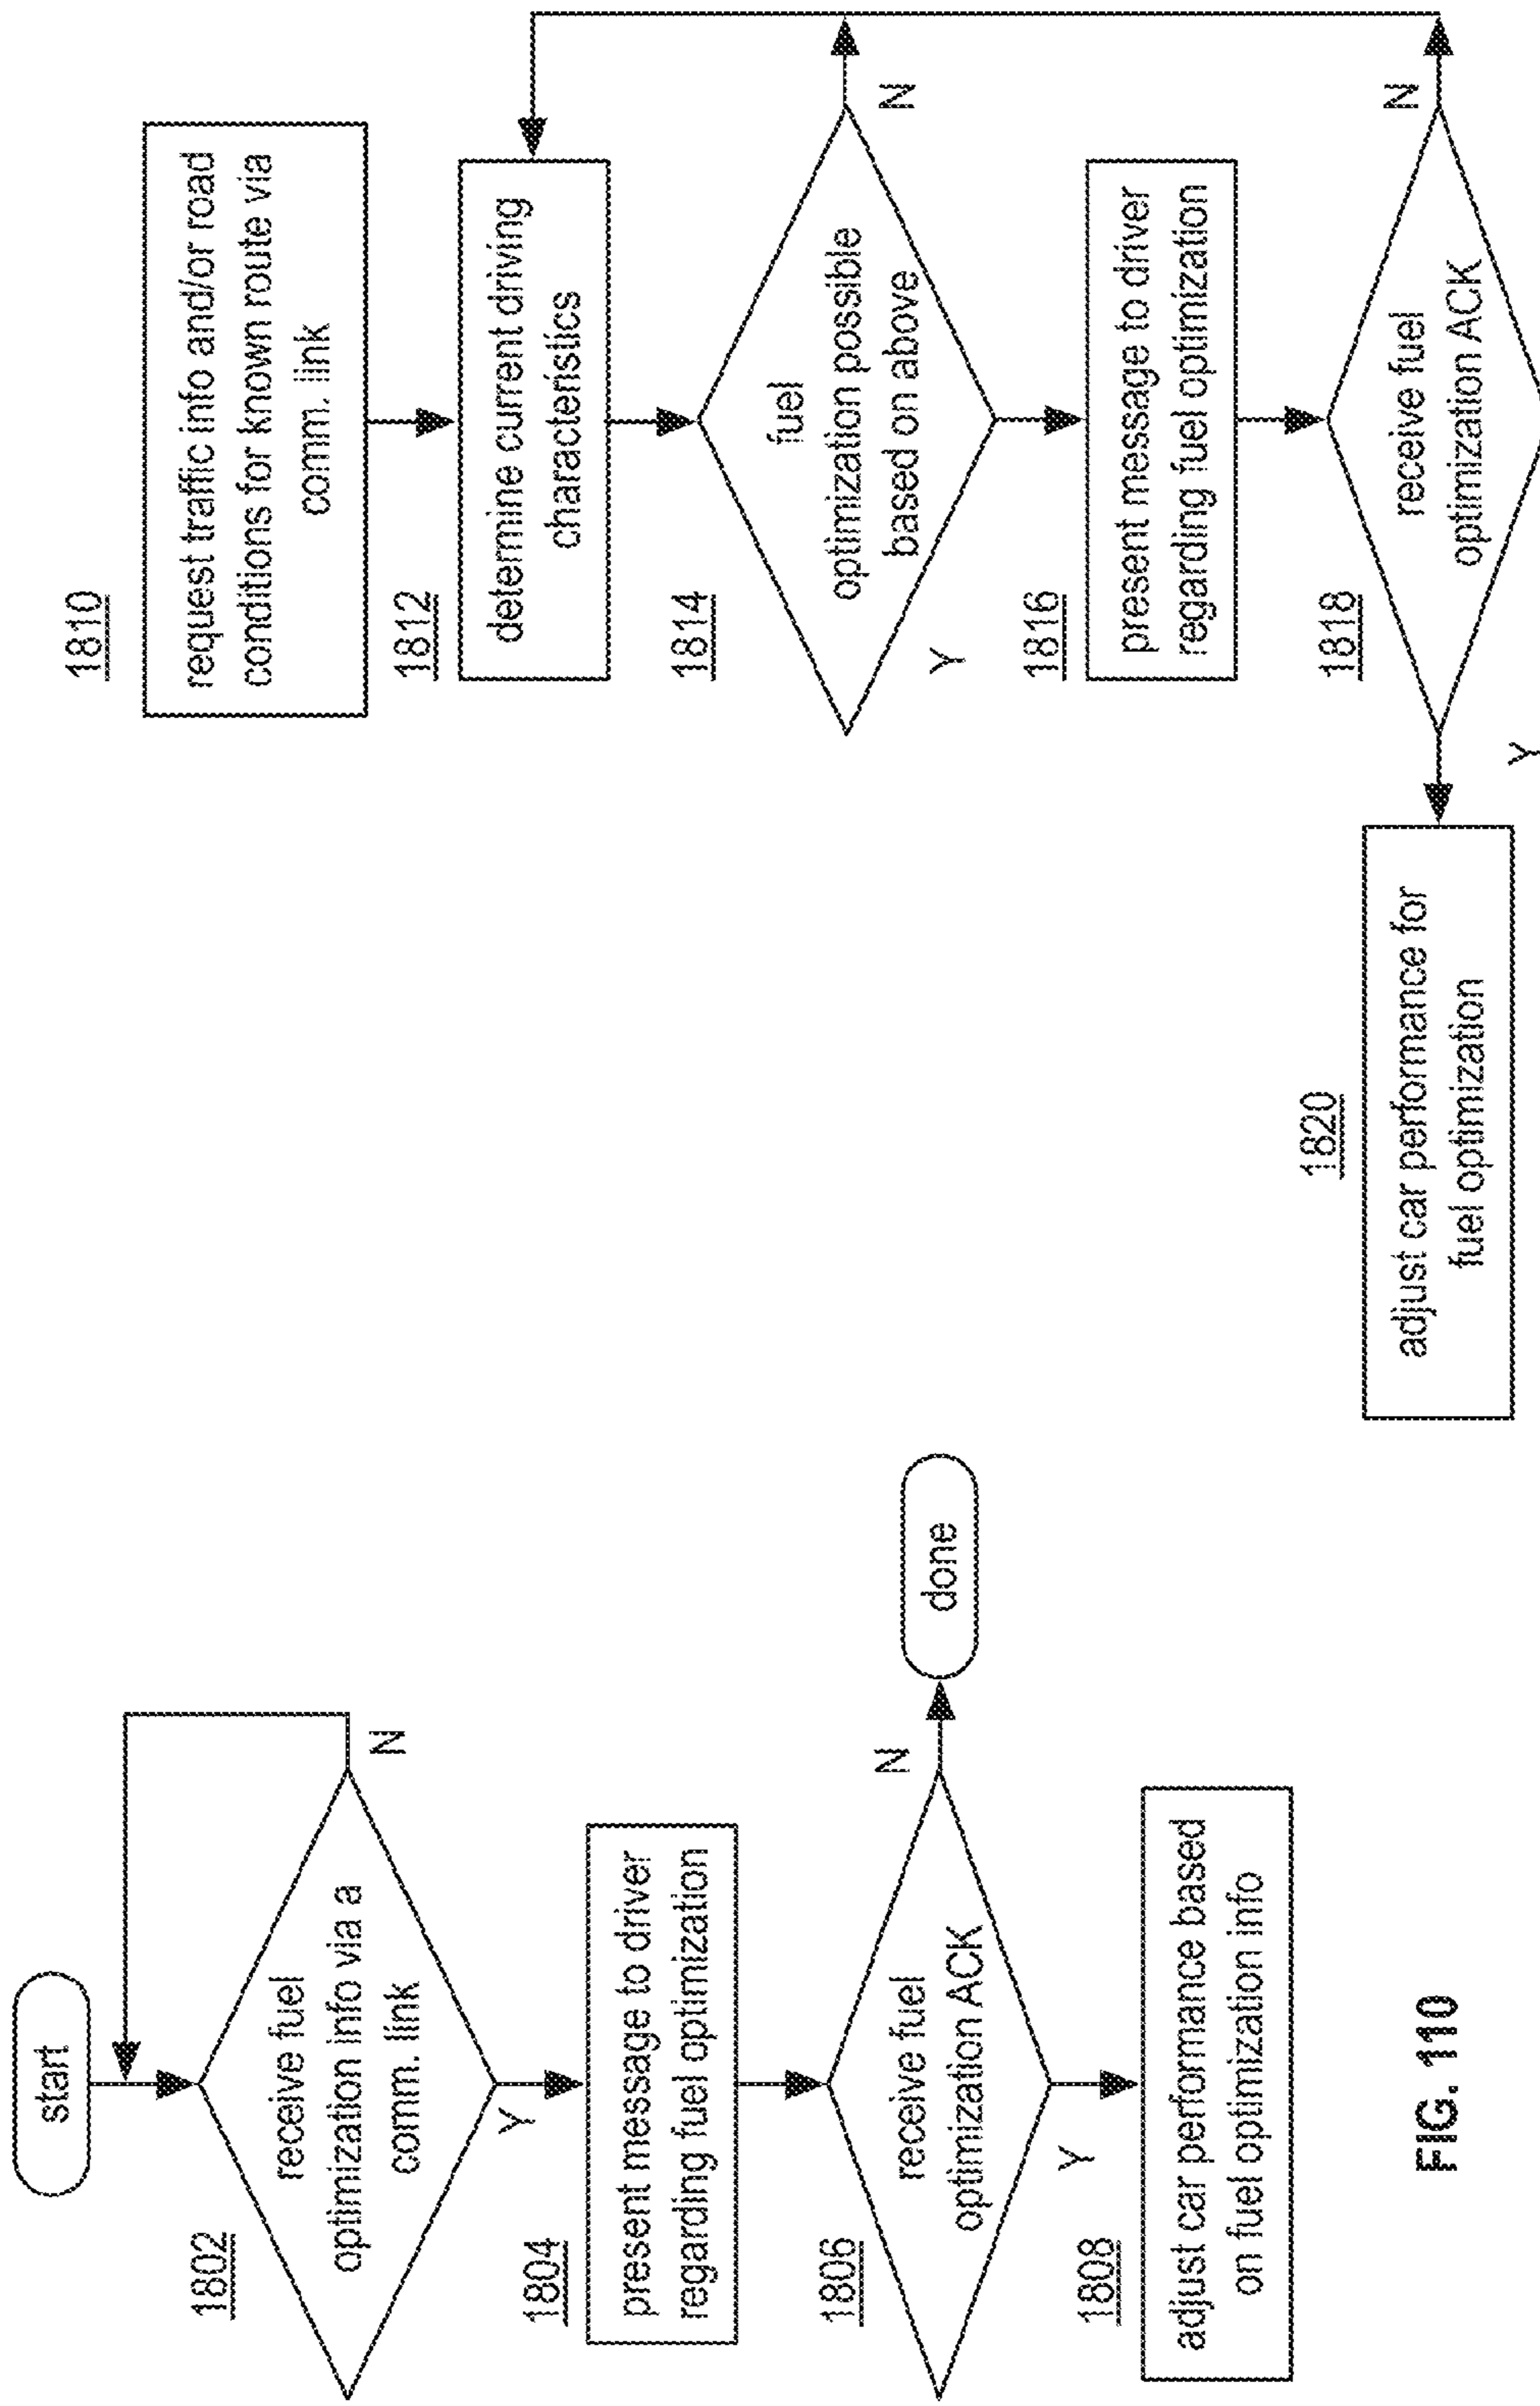 start
1802
receive fuel
optimization info via a
comm. link
N
Y
1804
present message to driver
regarding fuel optimization
1806
receive fuel
optimization ACK
N
done
Y
1808
adjust car performance based
on fuel optimization info
FIG. 110
1810
request traffic info and/or road
conditions for known route via
comm. link
1812
determine current driving
characteristics
1814
fuel
optimization possible
based on above
N
Y
1816
present message to driver
regarding fuel optimization
1818
receive fuel
optimization ACK
N
Y
1820
adjust car performance for
fuel optimization